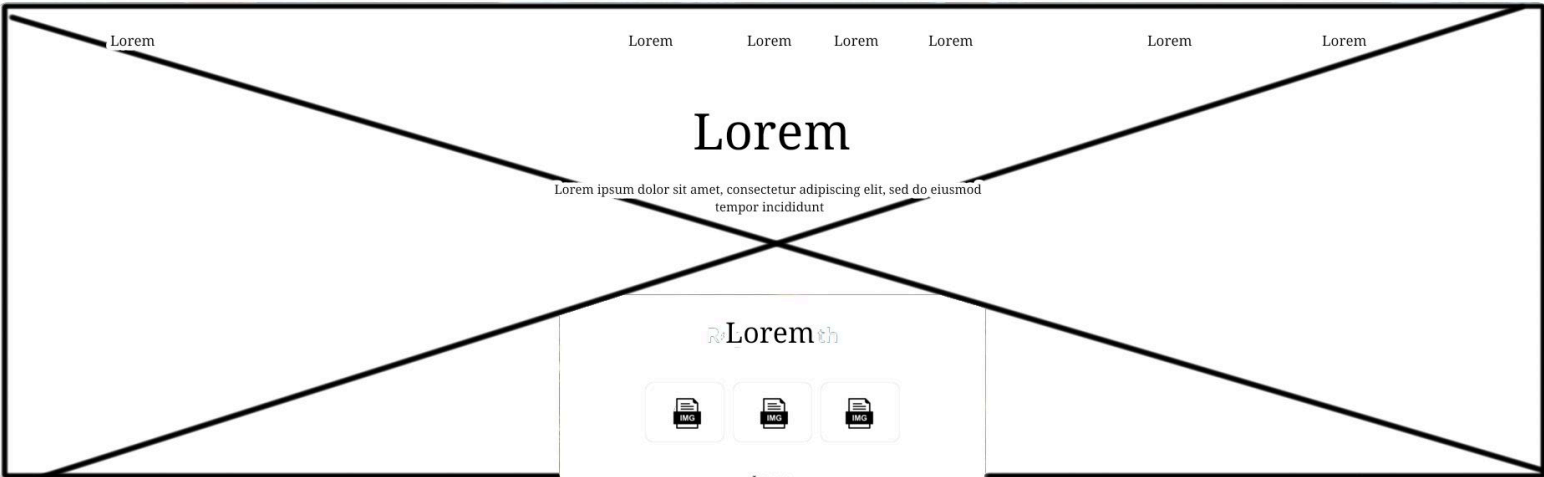 Lorem
Lorem
Lorem
Lorem
Lorem
Lorem
Lorem
Lorem
Lorem ipsum dolor sit amet, consectetur adipiscing elit, sed do eiusmod
tempor incididunt
Lorem
IMG
IMG
IMG